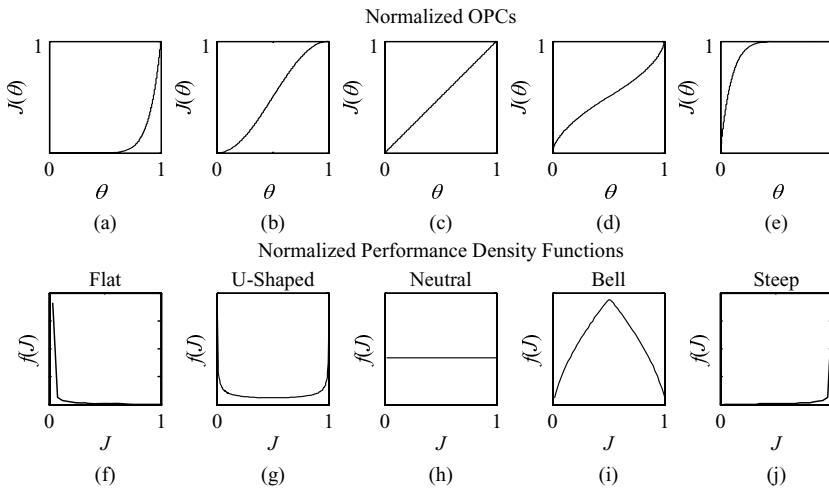 Normalized OPCs
1 1 1
J(θ) J(θ) J(θ) J(θ) J(θ)
0 1 0 1 0 1 0 1 0 1
θ θ θ θ θ
(a) (b) (c) (d) (e)
Normalized Performance Density Functions
Flat U-Shaped Neutral Bell Steep
f(J) f(J) f(J) f(J) f(J)
0 1 0 1 0 1 0 1 0 1
J J J J J
(f) (g) (h) (i) (j)